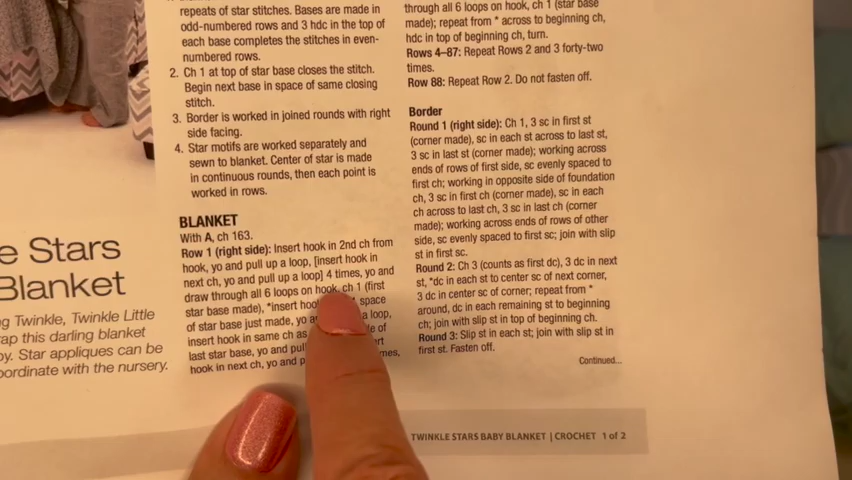 repeats of star stitches. Bases are made in
odd-numbered rows and 3 hdc in the top of
each base completes the stitches in even-
numbered rows.
2. Ch 1 at top of star base closes the stitch.
Begin next base in space of same closing
stitch.
3. Border is worked in joined rounds with right
side facing.
4. Star motifs are worked separately and
sewn to blanket. Center of star is made
in continuous rounds, then each point is
worked in rows.
BLANKET
With A, ch 163.
Row 1 (right side): Insert hook in 2nd ch from
hook, yo and pull up a loop, [insert hook in
next ch, yo and pull up a loop] 4 times, yo and
draw through all 6 loops on hook, ch 1 (first
star base made), *insert space
of star base just made, yo a loop,
insert hook in same ch as of
last star base, yo and
hook in next ch, yo and
through all 6 loops on hook, ch 1 (star base
made); repeat from * across to beginning ch,
hdc in top of beginning ch, turn.
Rows 4–87: Repeat Rows 2 and 3 forty-two
times.
Row 88: Repeat Row 2. Do not fasten off.
Border
Round 1 (right side): Ch 1, 3 sc in first st
(corner made), sc in each st across to last st,
3 sc in last st (corner made); working across
ends of rows of first side, sc evenly spaced to
first ch; working in opposite side of foundation
ch, 3 sc in first ch (corner made), sc in each
ch across to last ch, 3 sc in last ch (corner
made); working across ends of rows of other
side, sc evenly spaced to first sc; join with slip
st in first sc.
Round 2: Ch 3 (counts as first dc), 3 dc in next
st, *dc in each st to center sc of next corner,
3 dc in center sc of corner; repeat from *
around, dc in each remaining st to beginning
ch; join with slip st in top of beginning ch.
Round 3: Slip st in each st; join with slip st in
first st. Fasten off.
Continued...
Stars
Blanket
Twinkle, Twinkle Little
this darling blanket
Star appliques can be
with the nursery.
TWINKLE STARS BABY BLANKET | CROCHET 1 of 2